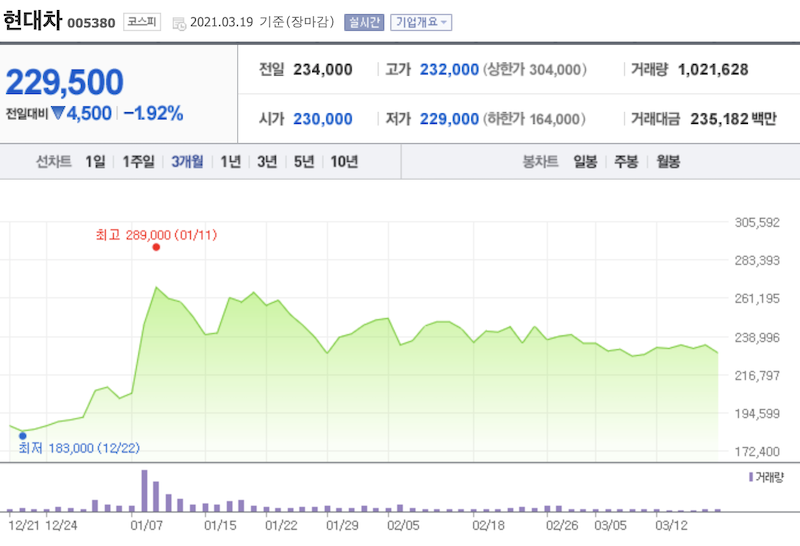 현대차 005380 코스피 2021.03.19 기준(장마감) 실시간 기업개요
229,500
전일대비 ▼4,500 -1.92%
전일 234,000 고가 232,000 (상한가 304,000) 거래량 1,021,628
시가 230,000 저가 229,000 (하한가 164,000) 거래대금 235,182 백만
선차트 1일 1주일 3개월 1년 3년 5년 10년 봉차트 일봉 주봉 월봉
305,592
최고 289,000 (01/11)
283,393
261,195
238,996
216,797
194,599
최저 183,000 (12/22)
172,400
거래량
12/21 12/24 01/07 01/15 01/22 01/29 02/05 02/18 02/26 03/05 03/12